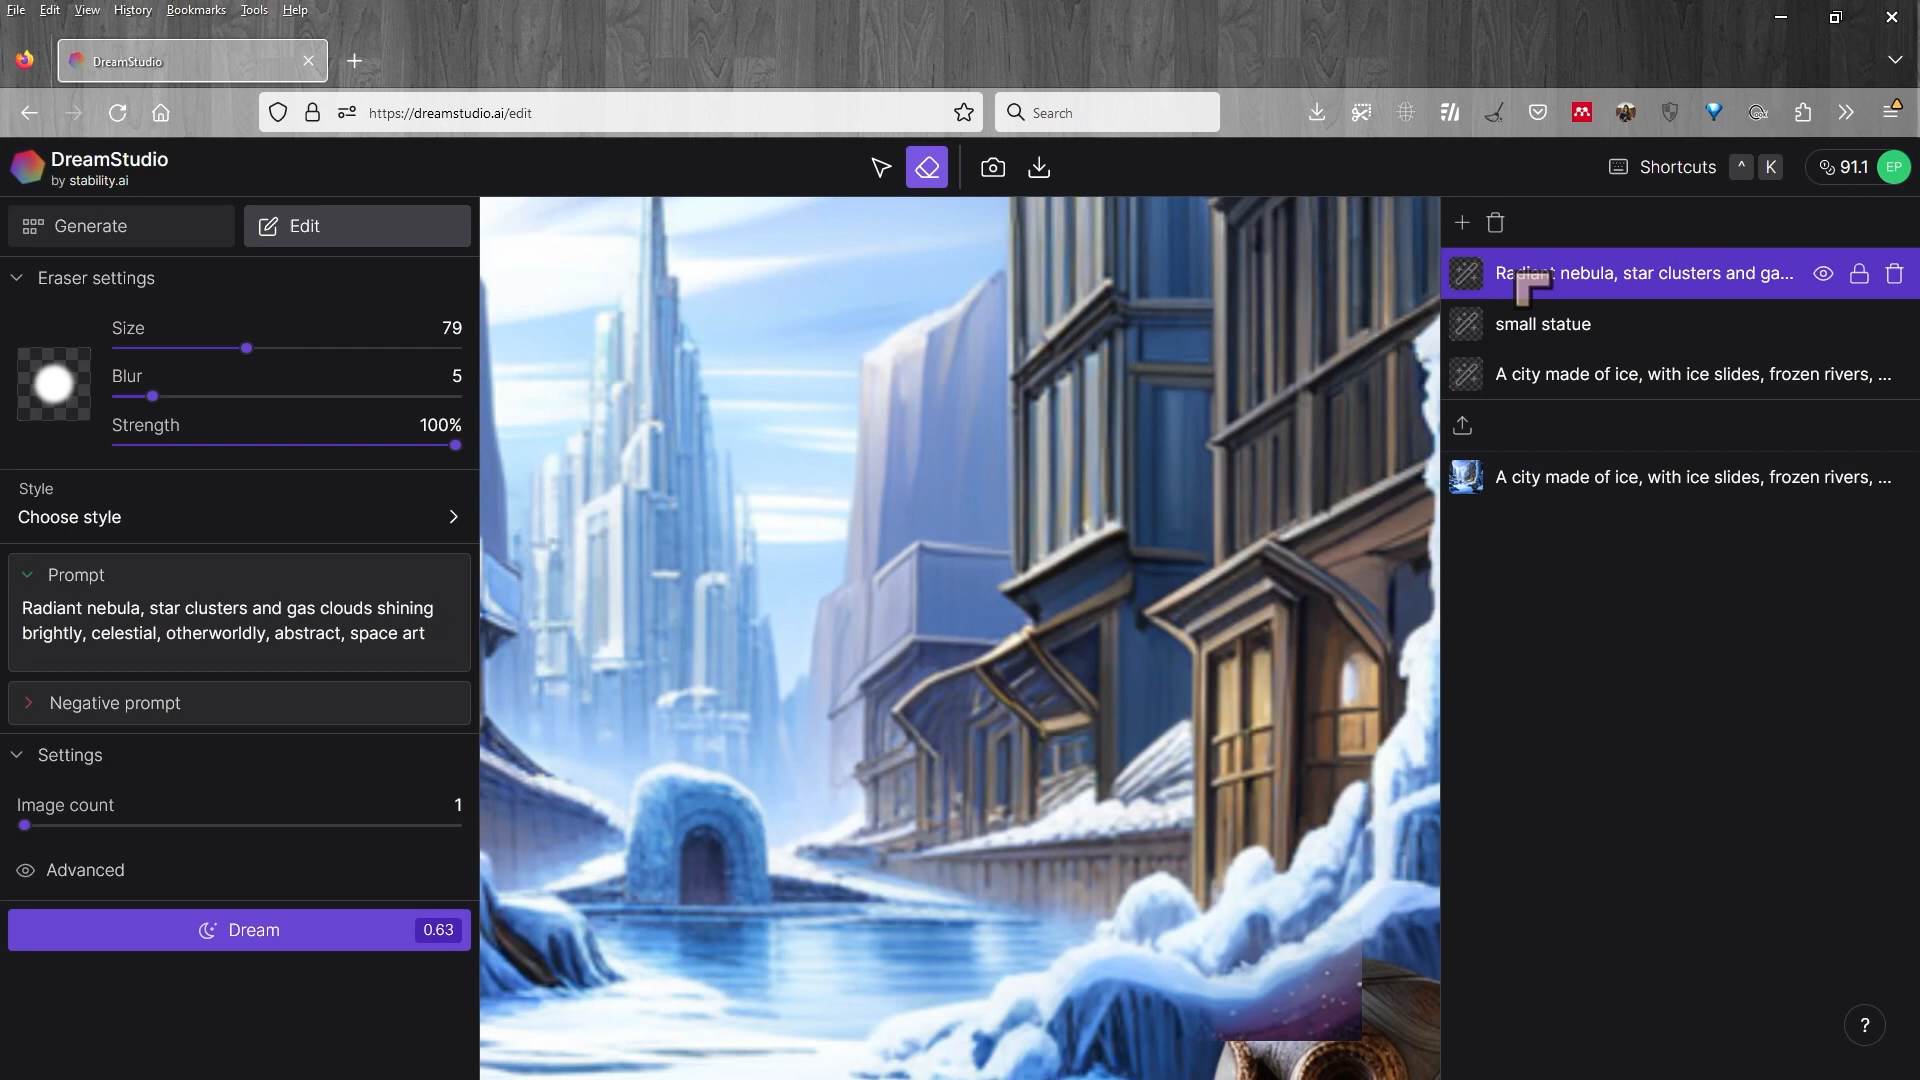 File Edit View History Bookmarks Tools Help
DreamStudio
https://dreamstudio.ai/edit
Search
DreamStudio
by stability.ai
Shortcuts ^ K
91.1 EP
Generate
Edit
Eraser settings
Size 79
Blur 5
Strength 100%
Style
Choose style
Prompt
Radiant nebula, star clusters and gas clouds shining
brightly, celestial, otherworldly, abstract, space art
Negative prompt
Settings
Image count 1
Advanced
Dream 0.63
Radiant nebula, star clusters and ga...
small statue
A city made of ice, with ice slides, frozen rivers, ...
A city made of ice, with ice slides, frozen rivers, ...
?